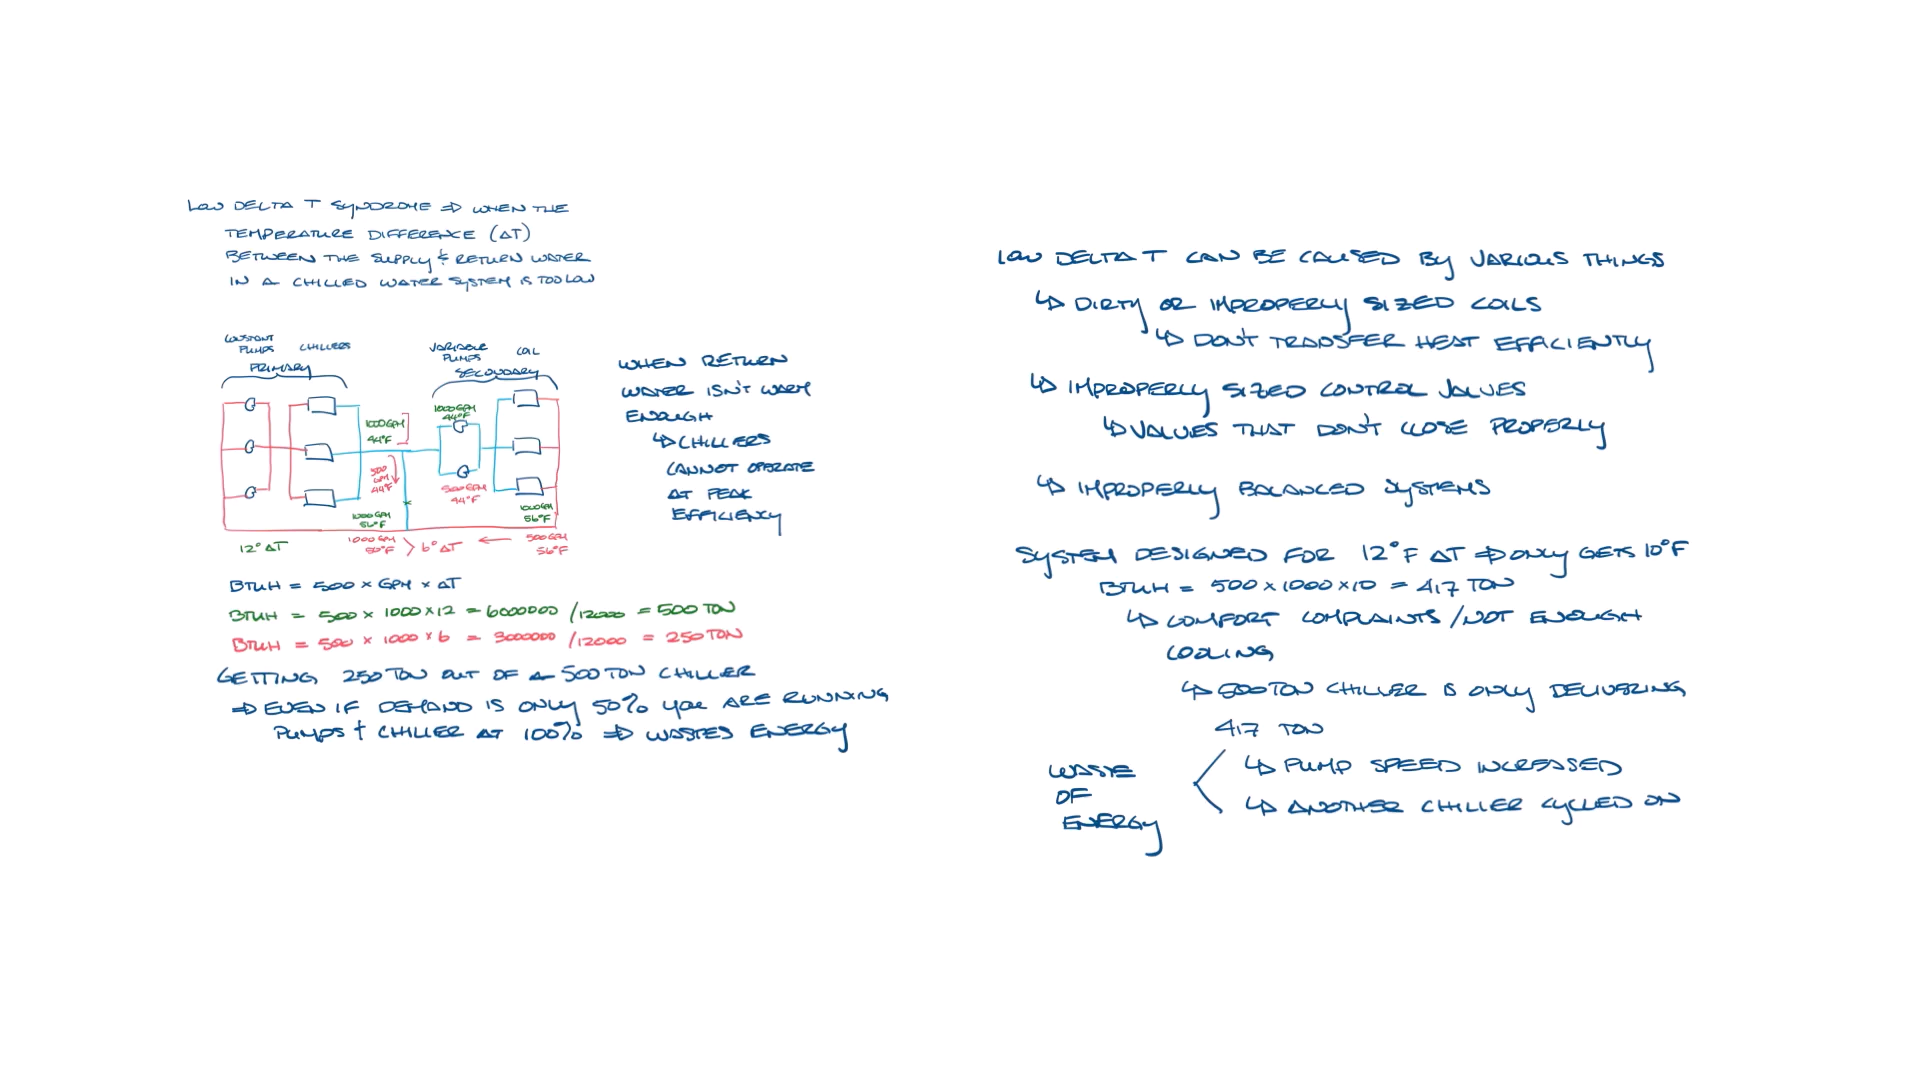 LOW DELTA T SYNDROME ⇒ WHEN THE
TEMPERATURE DIFFERENCE (ΔT)
BETWEEN THE SUPPLY & RETURN WATER
IN A CHILLED WATER SYSTEM IS TOO LOW
CONSTANT
PUMPS
CHILLERS
PRIMARY
VARIABLE
PUMPS
COIL
SECONDARY
1000 GPM
44°F
1000 GPM
44°F
500
GPM
44°F
500 GPM
44°F
1000 GPM
56°F
1000 GPM
56°F
12° ΔT
1000 GPM
50°F
6° ΔT
500 GPM
56°F
WHEN RETURN
WATER ISN'T WARM
ENOUGH
↳ CHILLERS
CANNOT OPERATE
AT PEAK
EFFICIENCY
BTUH = 500 × GPM × ΔT
BTUH = 500 × 1000 × 12 = 6000000 /12000 = 500 TON
BTUH = 500 × 1000 × 6 = 3000000 /12000 = 250 TON
GETTING 250 TON OUT OF A 500 TON CHILLER
⇒ EVEN IF DEMAND IS ONLY 50% YOU ARE RUNNING
PUMPS + CHILLER AT 100% ⇒ WASTES ENERGY
LOW DELTA T CAN BE CAUSED BY VARIOUS THINGS
↳ DIRTY OR IMPROPERLY SIZED COILS
↳ DON'T TRANSFER HEAT EFFICIENTLY
↳ IMPROPERLY SIZED CONTROL VALVES
↳ VALVES THAT DON'T CLOSE PROPERLY
↳ IMPROPERLY BALANCED SYSTEMS
SYSTEM DESIGNED FOR 12°F ΔT ⇒ ONLY GETS 10°F
BTUH = 500 × 1000 × 10 = 417 TON
↳ COMFORT COMPLAINTS / NOT ENOUGH
COOLING
↳ 500 TON CHILLER IS ONLY DELIVERING
417 TON
WASTE
OF
ENERGY
↳ PUMP SPEED INCREASED
↳ ANOTHER CHILLER CYCLED ON